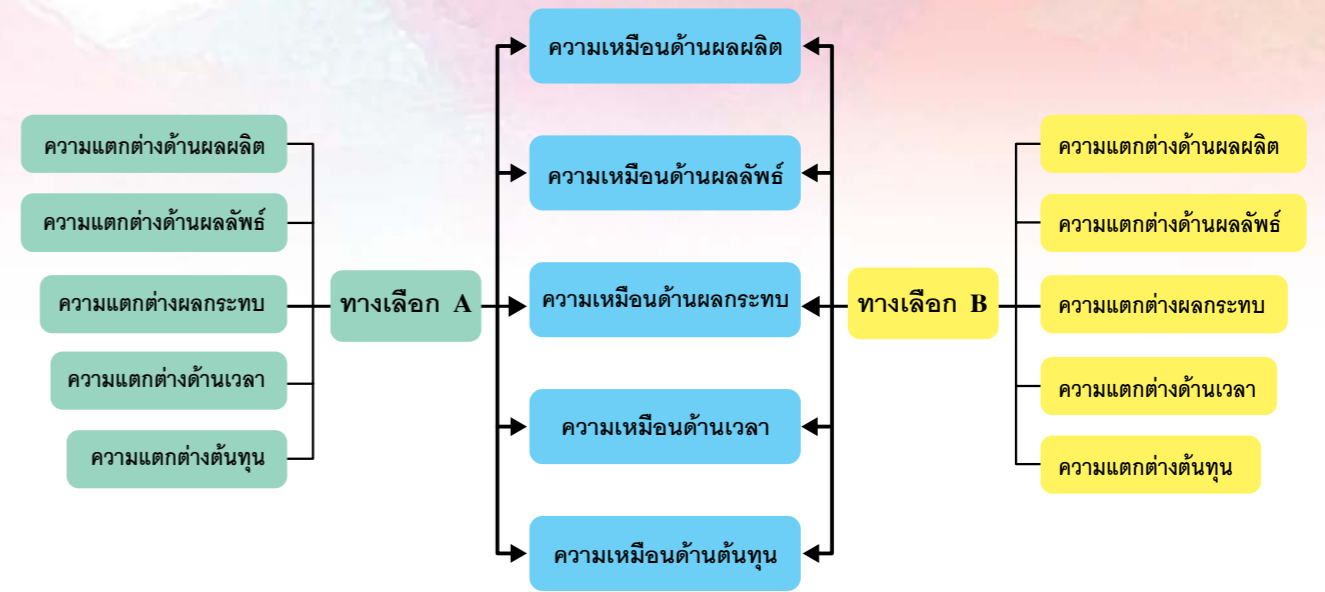 ความแตกต่างด้านผลผลิต
ความแตกต่างด้านผลลัพธ์
ความแตกต่างผลกระทบ
ความแตกต่างด้านเวลา
ความแตกต่างต้นทุน
ทางเลือก A
ความเหมือนด้านผลผลิต
ความเหมือนด้านผลลัพธ์
ความเหมือนด้านผลกระทบ
ความเหมือนด้านเวลา
ความเหมือนด้านต้นทุน
ทางเลือก B
ความแตกต่างด้านผลผลิต
ความแตกต่างด้านผลลัพธ์
ความแตกต่างผลกระทบ
ความแตกต่างด้านเวลา
ความแตกต่างต้นทุน